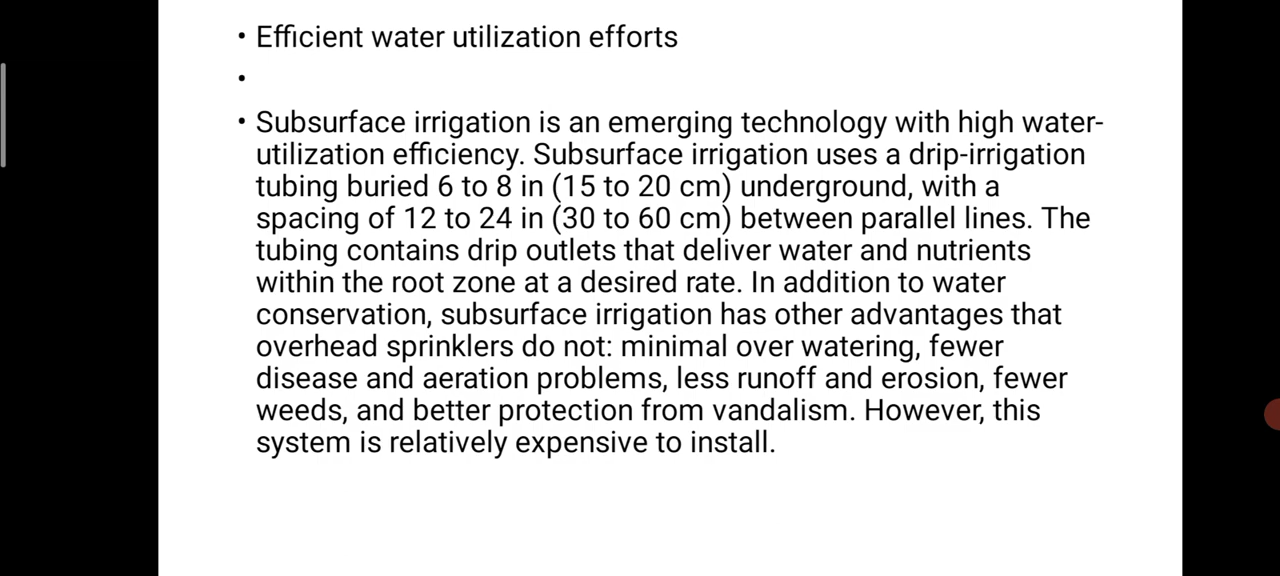 • Efficient water utilization efforts
•
• Subsurface irrigation is an emerging technology with high water-
utilization efficiency. Subsurface irrigation uses a drip-irrigation
tubing buried 6 to 8 in (15 to 20 cm) underground, with a
spacing of 12 to 24 in (30 to 60 cm) between parallel lines. The
tubing contains drip outlets that deliver water and nutrients
within the root zone at a desired rate. In addition to water
conservation, subsurface irrigation has other advantages that
overhead sprinklers do not: minimal over watering, fewer
disease and aeration problems, less runoff and erosion, fewer
weeds, and better protection from vandalism. However, this
system is relatively expensive to install.